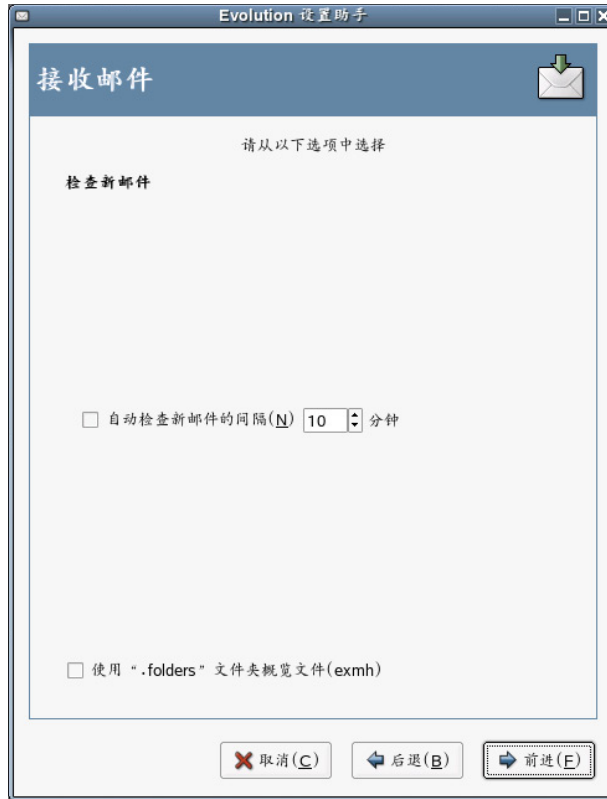 Evolution 设置助手
接收邮件
请从以下选项中选择
检查新邮件
自动检查新邮件的间隔(N) 10 分钟
使用“.folders”文件夹概览文件(exmh)
取消(C) 后退(B) 前进(F)